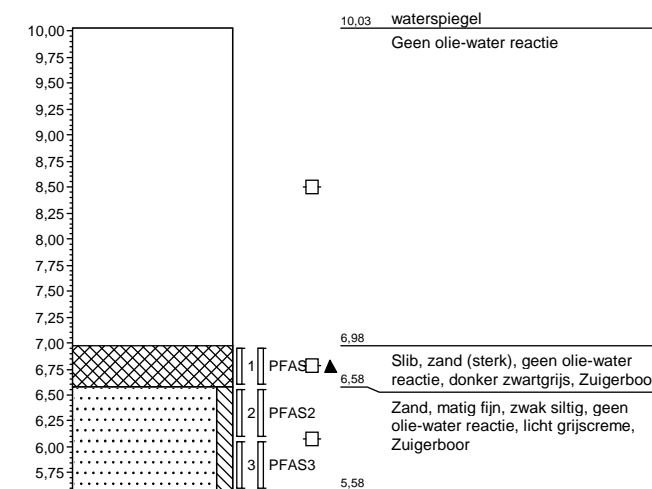 10,03 waterspiegel
10,00
Geen olie-water reactie
9,75
9,50
9,25
9,00
8,75
8,50
8,25
8,00
7,75
7,50
7,25
7,00
6,98
6,75
1 PFAS
Slib, zand (sterk), geen olie-water
6,58
reactie, donker zwartgrijs, Zuigerboo
6,50
Zand, matig fijn, zwak siltig, geen
2 PFAS2
6,25
olie-water reactie, licht grijscreme,
Zuigerboor
6,00
3 PFAS3
5,75
5,58